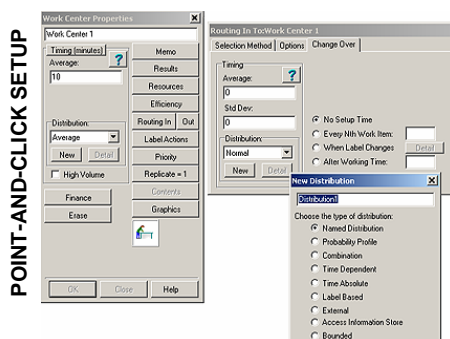 POINT-AND-CLICK SETUP
Work Center Properties
Work Center 1
Timing (minutes)
Average:
10
?
Distribution:
Average
New
Detail
High Volume
Finance
Erase
Memo
Results
Resources
Efficiency
Routing In
Out
Label Actions
Priority
Replicate = 1
Contents
Graphics
OK
Close
Help
Routing In To:Work Center 1
Selection Method
Options
Change Over
Timing
Average:
0
?
Std Dev:
0
Distribution:
Normal
New
Detail
No Setup Time
Every Nth Work Item:
When Label Changes
Detail
After Working Time:
New Distribution
Distribution1
Choose the type of distribution:
Named Distribution
Probability Profile
Combination
Time Dependent
Time Absolute
Label Based
External
Access Information Store
Bounded